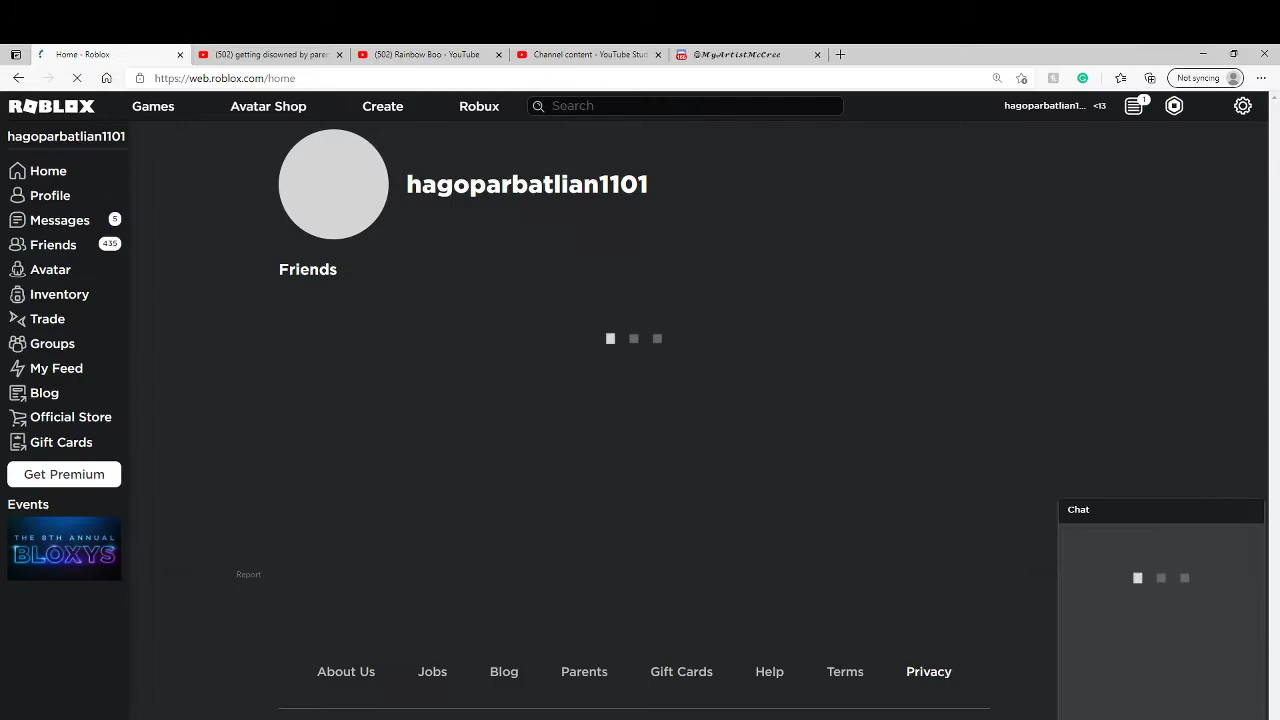 Home - Roblox
(502) getting disowned by paren
(502) Rainbow Boo - YouTube
Channel content - YouTube Stud
@𝓜𝔂𝓐𝓻𝓽𝓲𝓼𝓽𝓜𝓬𝓒𝓻𝓮𝓮
https://web.roblox.com/home
Not syncing
ROBLOX
Games
Avatar Shop
Create
Robux
Search
hagoparbatlian1... <13
1
hagoparbatlian1101
Home
Profile
Messages 5
Friends 435
Avatar
Inventory
Trade
Groups
My Feed
Blog
Official Store
Gift Cards
Get Premium
Events
THE 8TH ANNUAL
BLOXYS
hagoparbatlian1101
Friends
Report
Chat
About Us
Jobs
Blog
Parents
Gift Cards
Help
Terms
Privacy